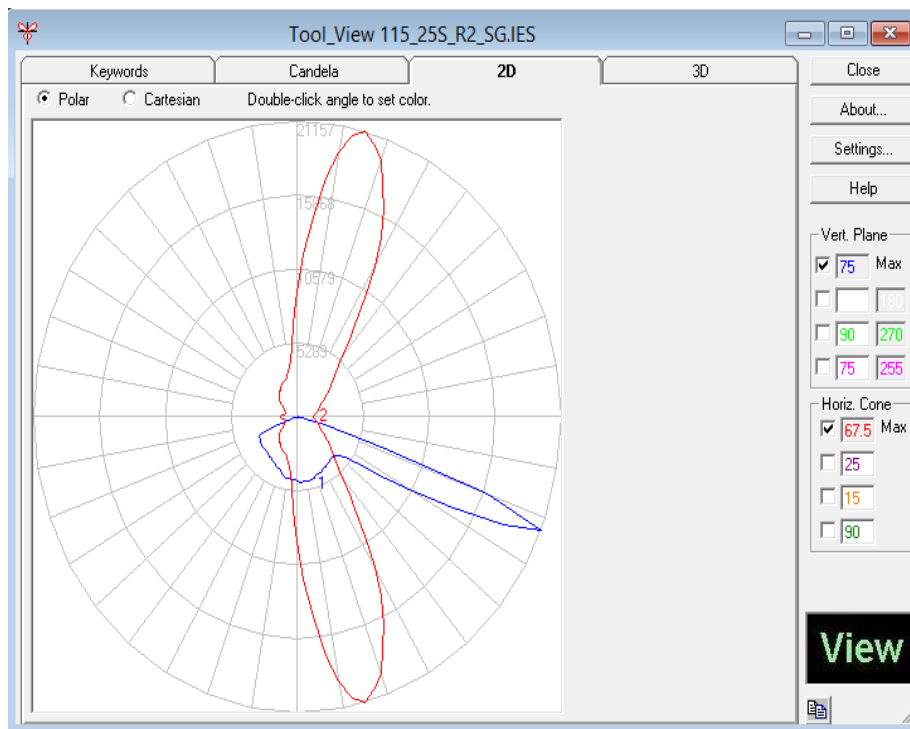 Tool_View 115_25S_R2_SG.IES
Keywords
Candela
2D
3D
Close
Polar
Cartesian
Double-click angle to set color.
About...
Settings...
Help
21157
15868
10579
5289
2
1
Vert. Plane
75 Max
180
90 270
75 255
Horiz. Cone
67.5 Max
25
15
90
View